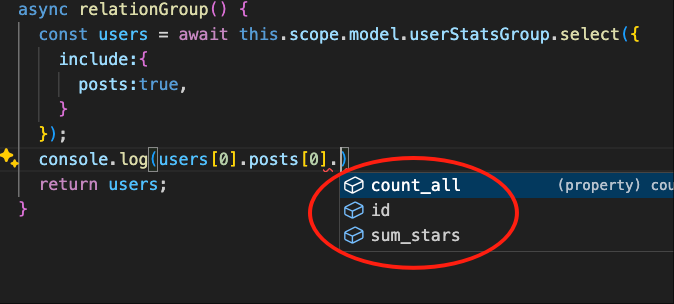 async relationGroup() {
const users = await this.scope.model.userStatsGroup.select({
include:{
posts:true,
}
});
console.log(users[0].posts[0].)
return users;
}
count_all (property) cou
id
sum_stars